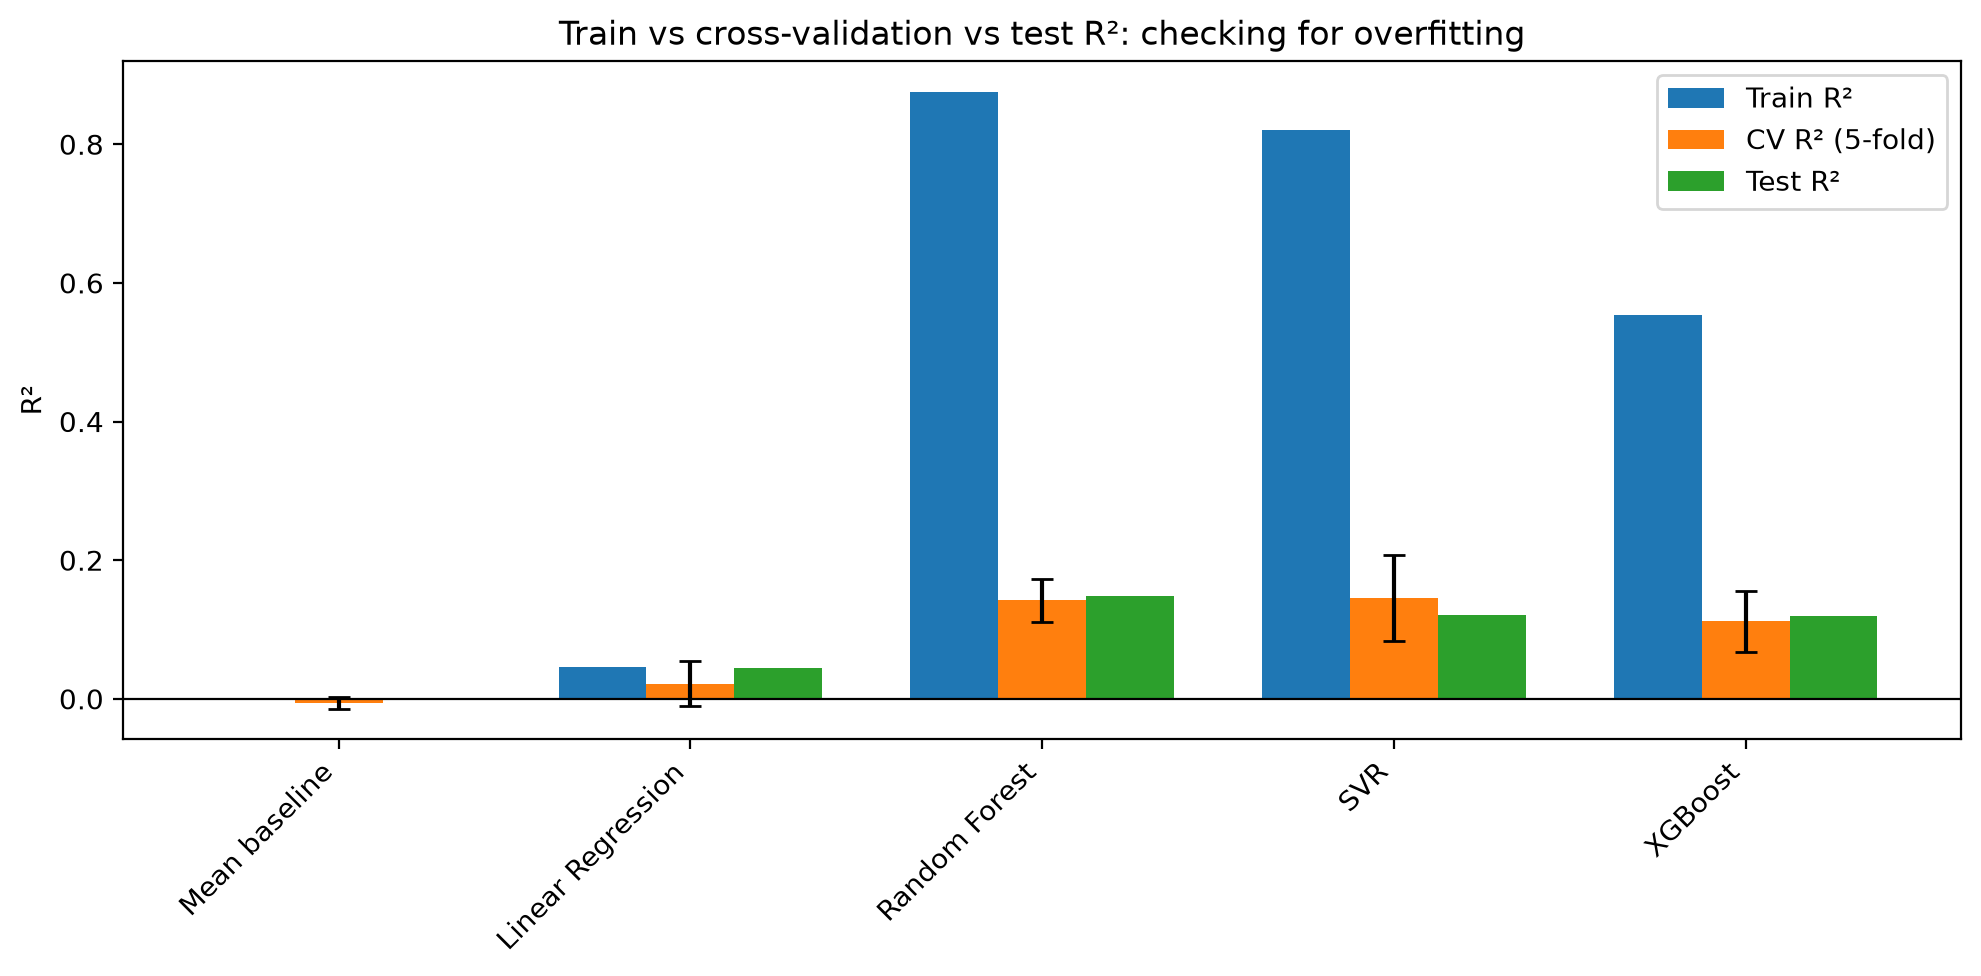 Train vs cross-validation vs test R²: checking for overfitting
Train R²
CV R² (5-fold)
Test R²
R²
0.8
0.6
0.4
0.2
0.0
Mean baseline
Linear Regression
Random Forest
SVR
XGBoost